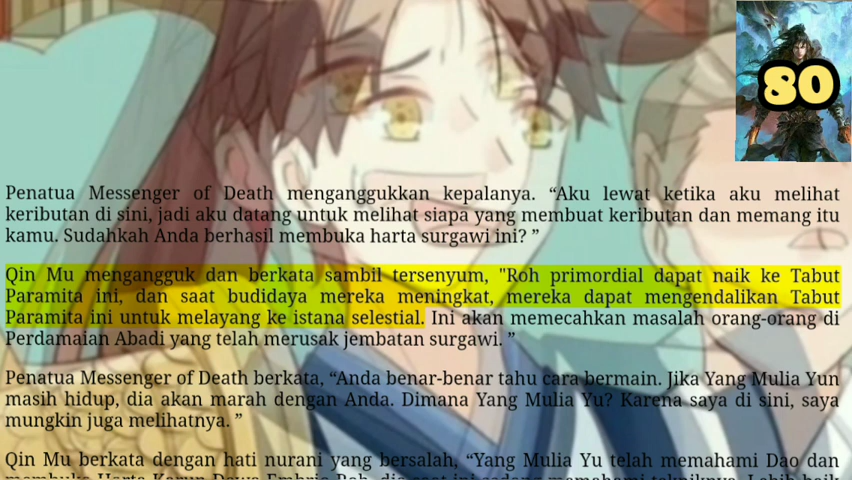 80
Penatua Messenger of Death menganggukkan kepalanya. “Aku lewat ketika aku melihat
keributan di sini, jadi aku datang untuk melihat siapa yang membuat keributan dan memang itu
kamu. Sudahkah Anda berhasil membuka harta surgawi ini? ”
Qin Mu mengangguk dan berkata sambil tersenyum, "Roh primordial dapat naik ke Tabut
Paramita ini, dan saat budidaya mereka meningkat, mereka dapat mengendalikan Tabut
Paramita ini untuk melayang ke istana selestial. Ini akan memecahkan masalah orang-orang di
Perdamaian Abadi yang telah merusak jembatan surgawi. ”
Penatua Messenger of Death berkata, “Anda benar-benar tahu cara bermain. Jika Yang Mulia Yun
masih hidup, dia akan marah dengan Anda. Dimana Yang Mulia Yu? Karena saya di sini, saya
mungkin juga melihatnya. ”
Qin Mu berkata dengan hati nurani yang bersalah, “Yang Mulia Yu telah memahami Dao dan